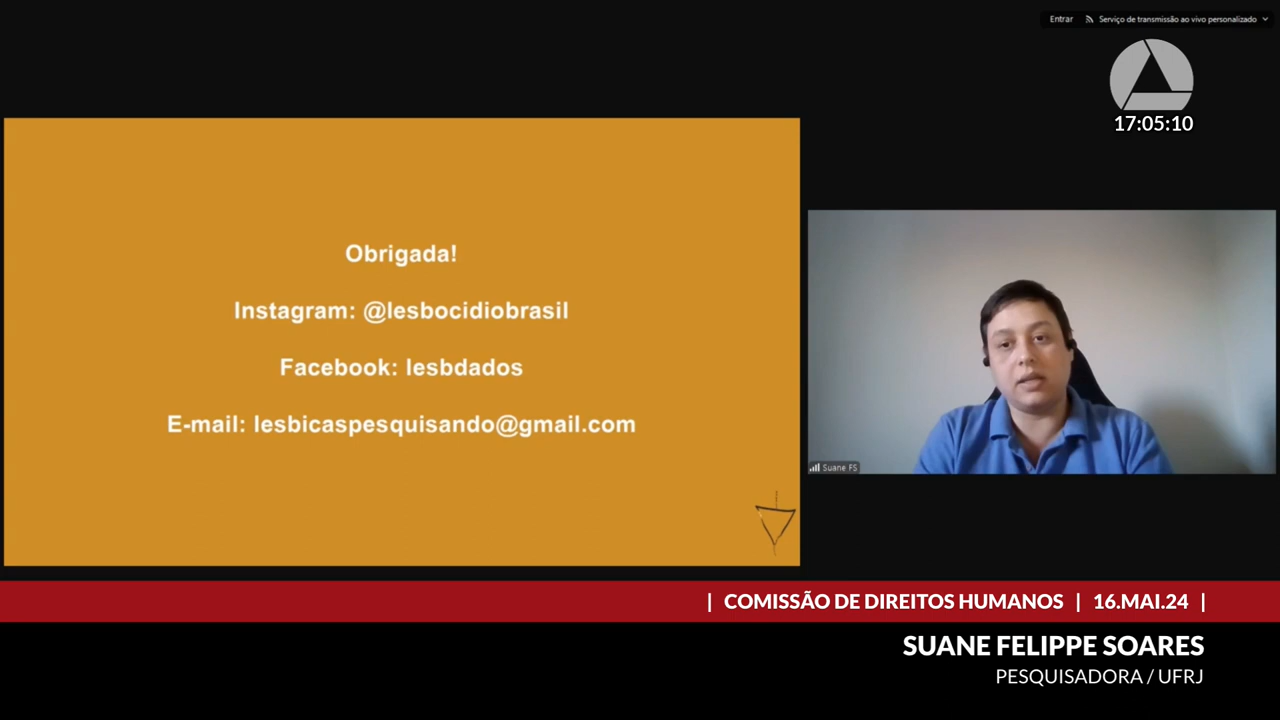 Entrar Serviço de transmissão ao vivo personalizado
17:05:10
Obrigada!
Instagram: @lesbocidiobrasil
Facebook: lesbdados
E-mail: lesbicaspesquisando@gmail.com
Suane FS
| COMISSÃO DE DIREITOS HUMANOS | 16.MAI.24 |
SUANE FELIPPE SOARES
PESQUISADORA / UFRJ